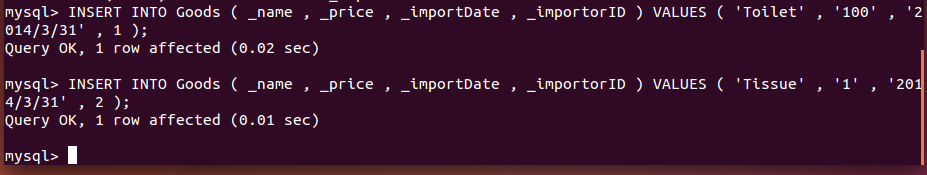 mysql> INSERT INTO Goods ( _name , _price , _importDate , _importorID ) VALUES ( 'Toilet' , '100' , '2
014/3/31' , 1 );
Query OK, 1 row affected (0.02 sec)
mysql> INSERT INTO Goods ( _name , _price , _importDate , _importorID ) VALUES ( 'Tissue' , '1' , '201
4/3/31' , 2 );
Query OK, 1 row affected (0.01 sec)
mysql>